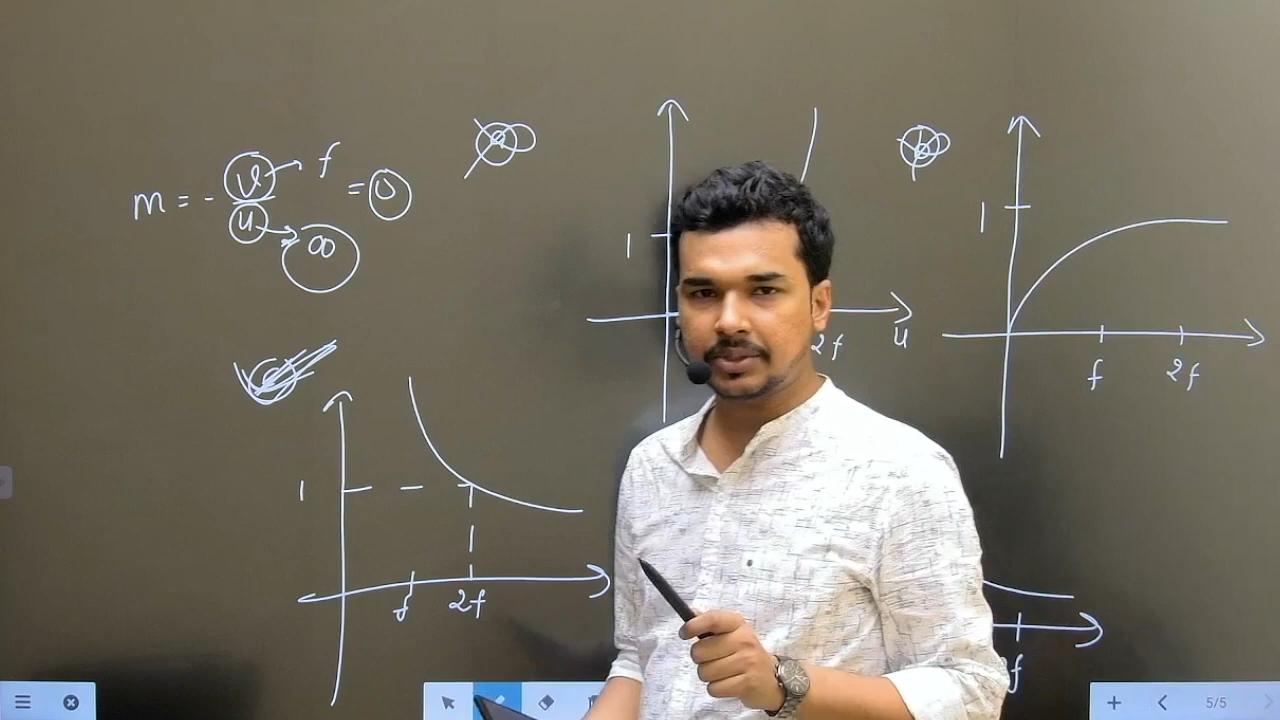 m = - v/u → f = 0
→ ∞
1
2f
u
1
f
2f
1
f
2f
f
5/5